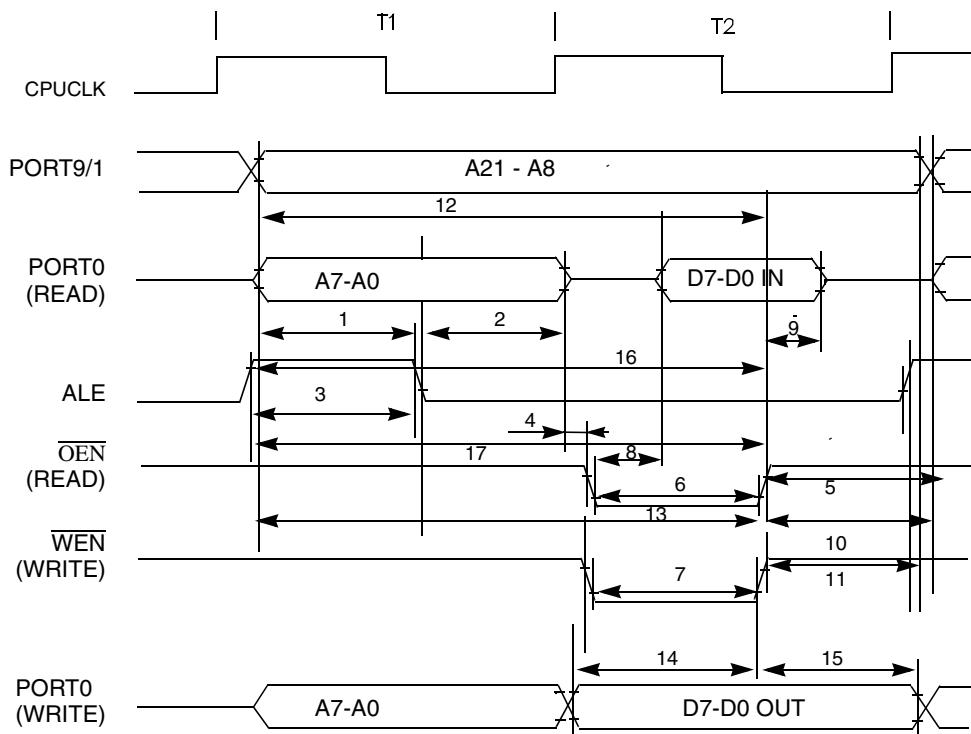 T1
T2
CPUCLK
PORT9/1
A21 - A8
12
PORT0
(READ)
A7-A0
D7-D0 IN
1
2
9
16
ALE
3
4
OEN
(READ)
17
8
6
5
13
WEN
(WRITE)
10
7
11
14
15
PORT0
(WRITE)
A7-A0
D7-D0 OUT